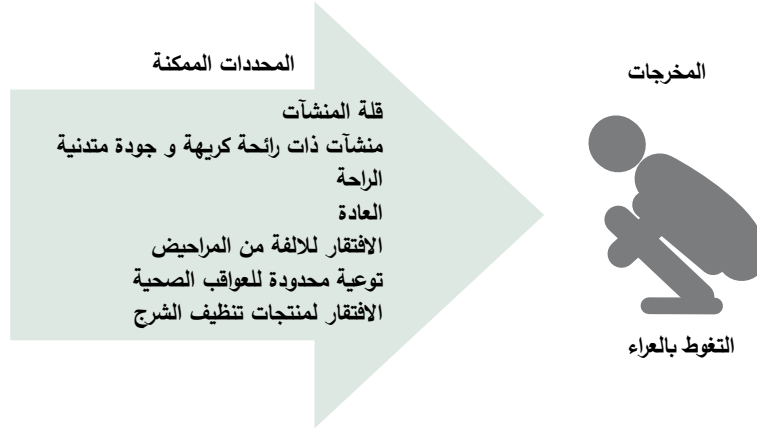 المحددات الممكنة
قلة المنشآت
منشآت ذات رائحة كريهة و جودة متدنية
الراحة
العادة
الافتقار للالفة من المراحيض
توعية محدودة للعواقب الصحية
الافتقار لمنتجات تنظيف الشرج
المخرجات
التغوط بالعراء